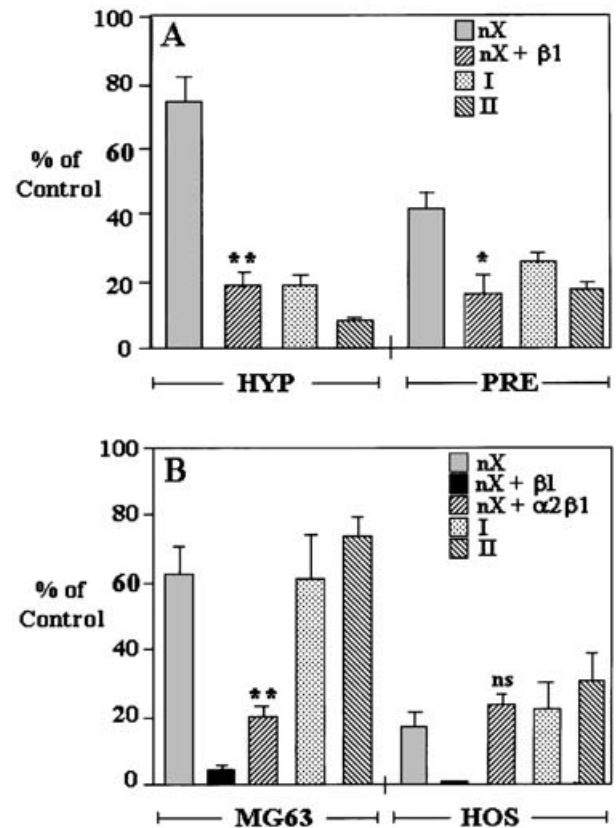 100
A
nX
nX + β1
I
II
80
60
% of
Control
40
**
*
20
0
HYP
PRE
100
B
nX
nX + β1
nX + α2β1
I
II
80
60
% of
Control
40
**
ns
20
0
MG63
HOS